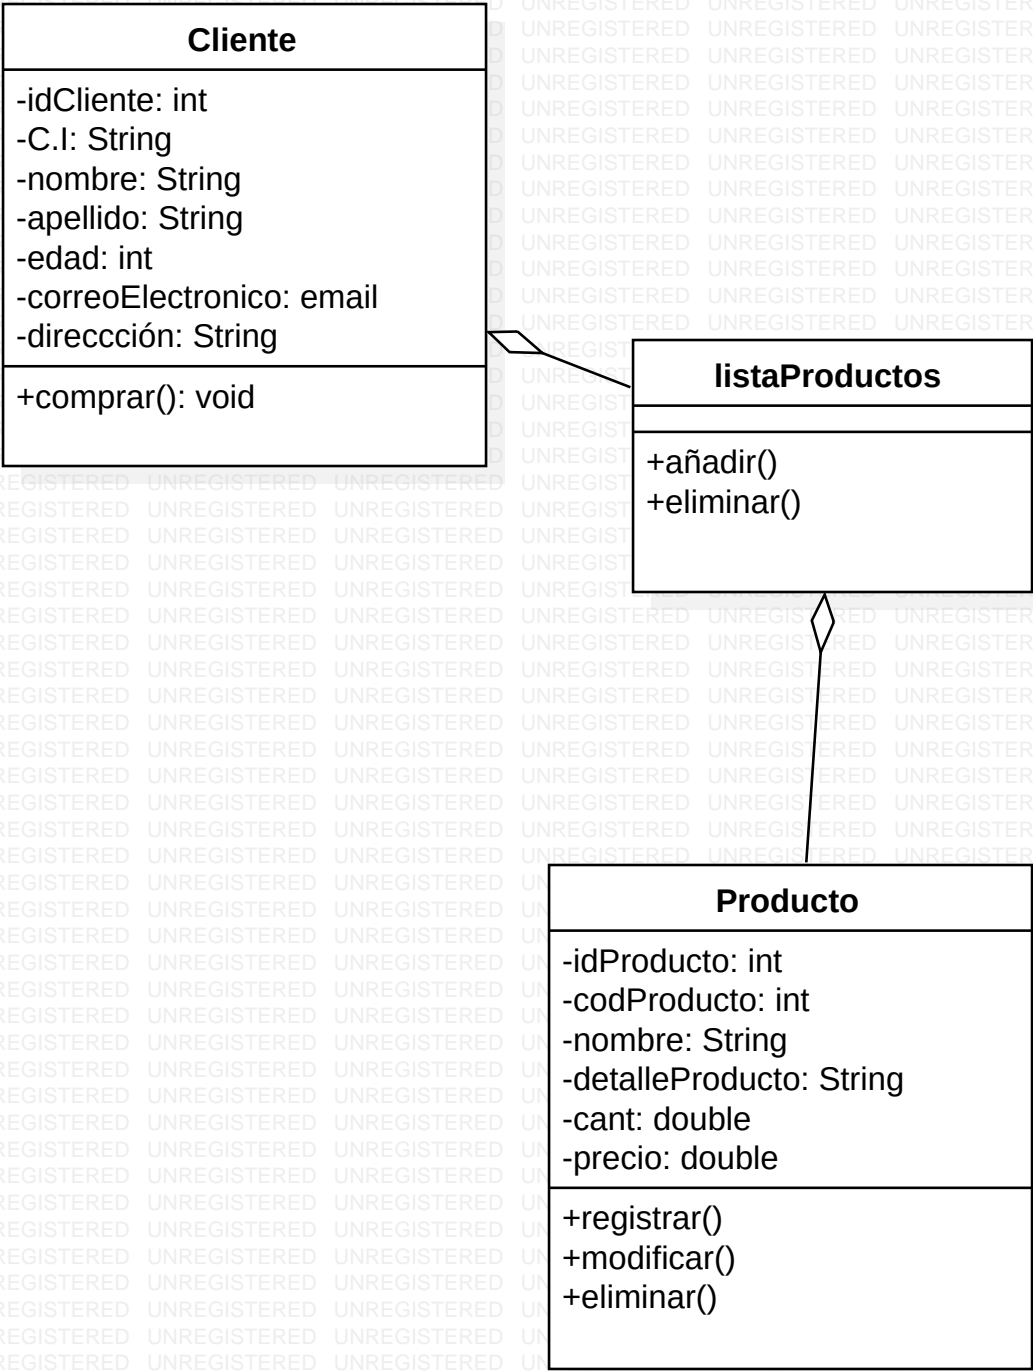 Cliente
-idCliente: int
-C.I: String
-nombre: String
-apellido: String
-edad: int
-correoElectronico: email
-direccción: String
+comprar(): void
listaProductos
+añadir()
+eliminar()
Producto
-idProducto: int
-codProducto: int
-nombre: String
-detalleProducto: String
-cant: double
-precio: double
+registrar()
+modificar()
+eliminar()
UNREGISTERED